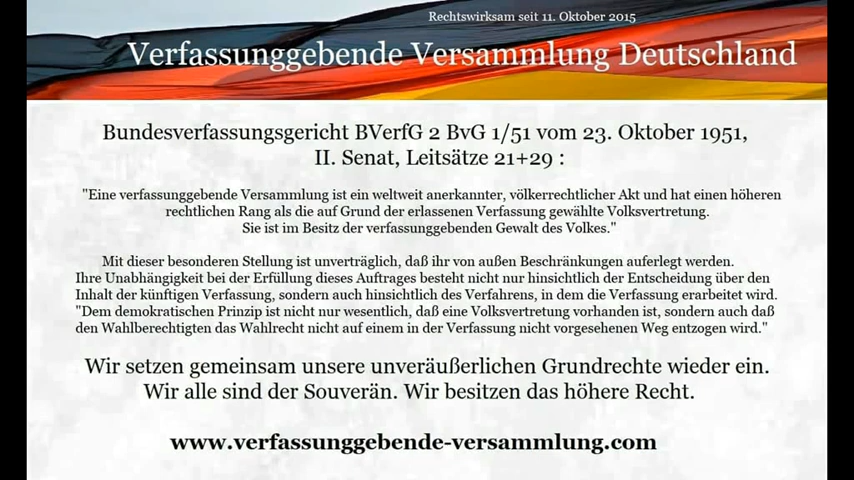 Rechtswirksam seit 11. Oktober 2015
Verfassunggebende Versammlung Deutschland
Bundesverfassungsgericht BVerfG 2 BvG 1/51 vom 23. Oktober 1951,
II. Senat, Leitsätze 21+29 :
"Eine verfassunggebende Versammlung ist ein weltweit anerkannter, völkerrechtlicher Akt und hat einen höheren
rechtlichen Rang als die auf Grund der erlassenen Verfassung gewählte Volksvertretung.
Sie ist im Besitz der verfassunggebenden Gewalt des Volkes."
Mit dieser besonderen Stellung ist unverträglich, daß ihr von außen Beschränkungen auferlegt werden.
Ihre Unabhängigkeit bei der Erfüllung dieses Auftrages besteht nicht nur hinsichtlich der Entscheidung über den
Inhalt der künftigen Verfassung, sondern auch hinsichtlich des Verfahrens, in dem die Verfassung erarbeitet wird.
"Dem demokratischen Prinzip ist nicht nur wesentlich, daß eine Volksvertretung vorhanden ist, sondern auch daß
den Wahlberechtigten das Wahlrecht nicht auf einem in der Verfassung nicht vorgesehenen Weg entzogen wird."
Wir setzen gemeinsam unsere unveräußerlichen Grundrechte wieder ein.
Wir alle sind der Souverän. Wir besitzen das höhere Recht.
www.verfassunggebende-versammlung.com